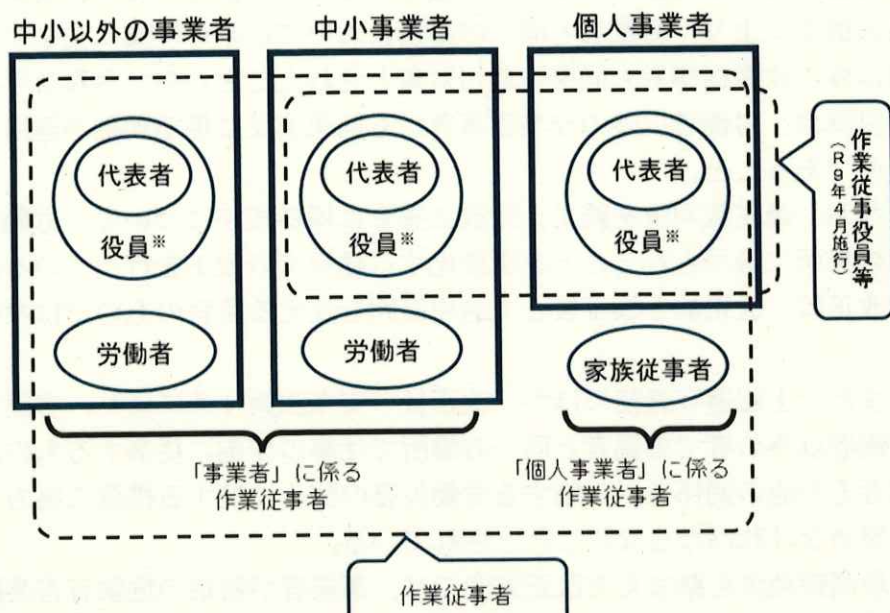 中小以外の事業者
中小事業者
個人事業者
代表者
役員※
労働者
代表者
役員※
労働者
代表者
役員※
家族従事者
作業従事役員等
（R9年4月施行）
「事業者」に係る
作業従事者
「個人事業者」に係る
作業従事者
作業従事者